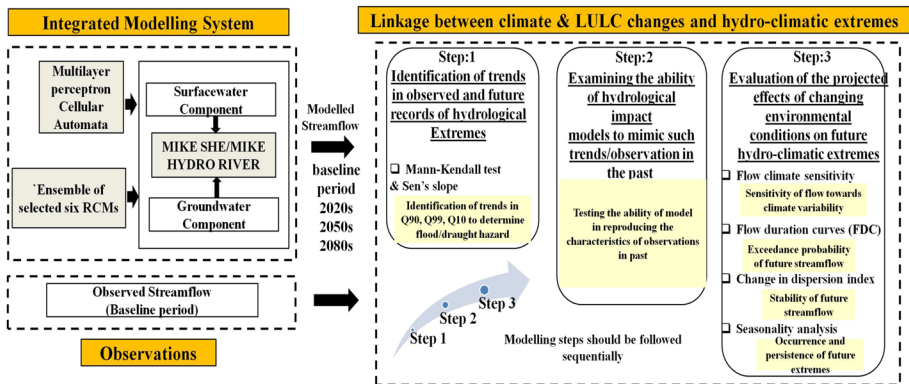 Integrated Modelling System
Multilayer
perceptron
Cellular
Automata
`Ensemble of
selected six RCMs
Surfacewater
Component
MIKE SHE/MIKE
HYDRO RIVER
Groundwater
Component
Modelled
Streamflow
baseline
period
2020s
2050s
2080s
Observed Streamflow
(Baseline period)
Observations
Linkage between climate & LULC changes and hydro-climatic extremes
Step:1
Identification of trends
in observed and future
records of hydrological
Extremes
❑ Mann-Kendall test
& Sen's slope
Identification of trends in
Q90, Q99, Q10 to determine
flood/draught hazard
Step 1
Step 2
Step 3
Modelling steps should be followed
sequentially
Step:2
Examining the ability
of hydrological
impact
models to mimic such
trends/observation in
the past
Testing the ability of model
in reproducing the
characteristics of observations
in past
Step:3
Evaluation of the projected
effects of changing
environmental
conditions on future
hydro-climatic extremes
❑ Flow climate sensitivity
Sensitivity of flow towards
climate variability
❑ Flow duration curves (FDC)
Exceedance probability
of future streamflow
❑ Change in dispersion index
Stability of future
streamflow
❑ Seasonality analysis
Occurrence and
persistence of future
extremes